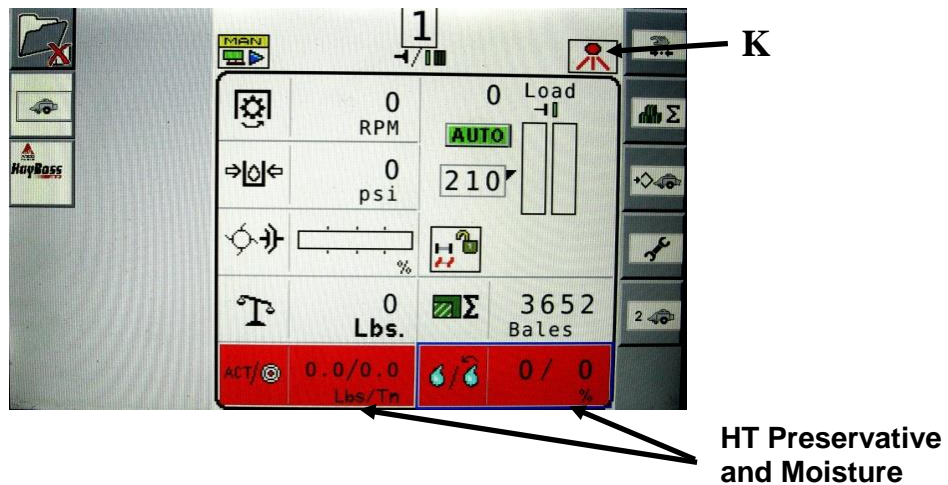 1
MAN
K
0
RPM
0
Load
AUTO
0
psi
210
%
0
Lbs.
Σ
3652
Bales
ACT/
0.0/0.0
Lbs/Tn
0/ 0
%
HayBoss
Σ
2
HT Preservative
and Moisture